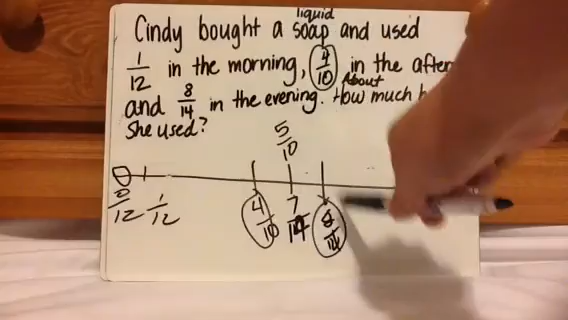 liquid
Cindy bought a soap and used
1/12 in the morning, 4/10 in the after
About
and 8/14 in the evening. How much
she used?
5/10
0/12 1/12 4/10 7/14 8/14